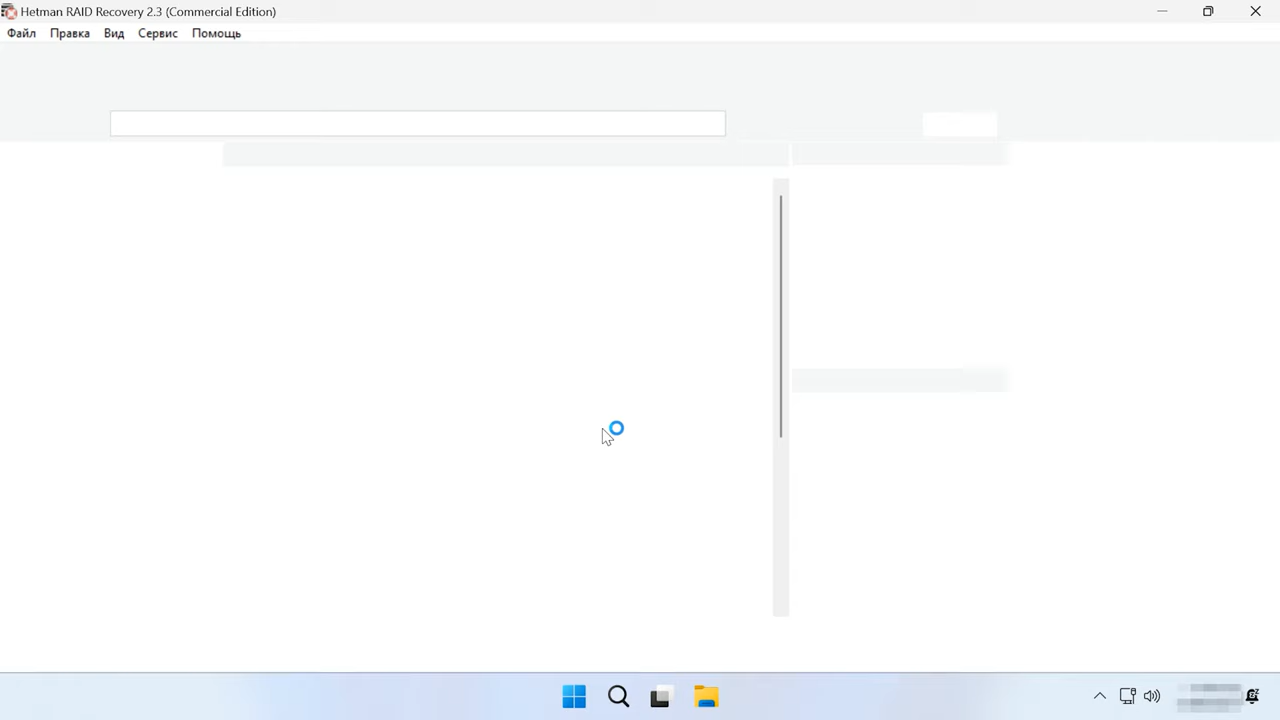 Hetman RAID Recovery 2.3 (Commercial Edition)
Файл Правка Вид Сервис Помощь